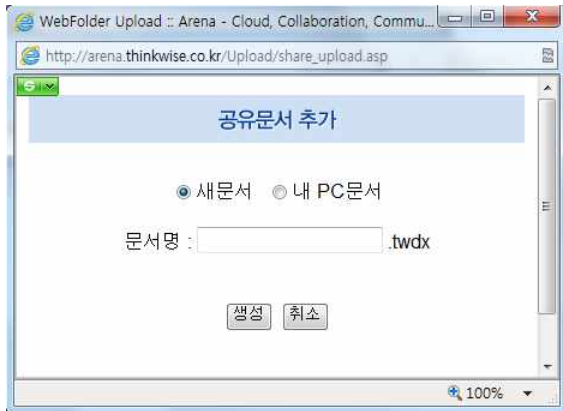 WebFolder Upload :: Arena - Cloud, Collaboration, Commu...
http://arena.thinkwise.co.kr/Upload/share_upload.asp
공유문서 추가
새문서 내 PC문서
문서명 : .twdx
생성 취소
100%